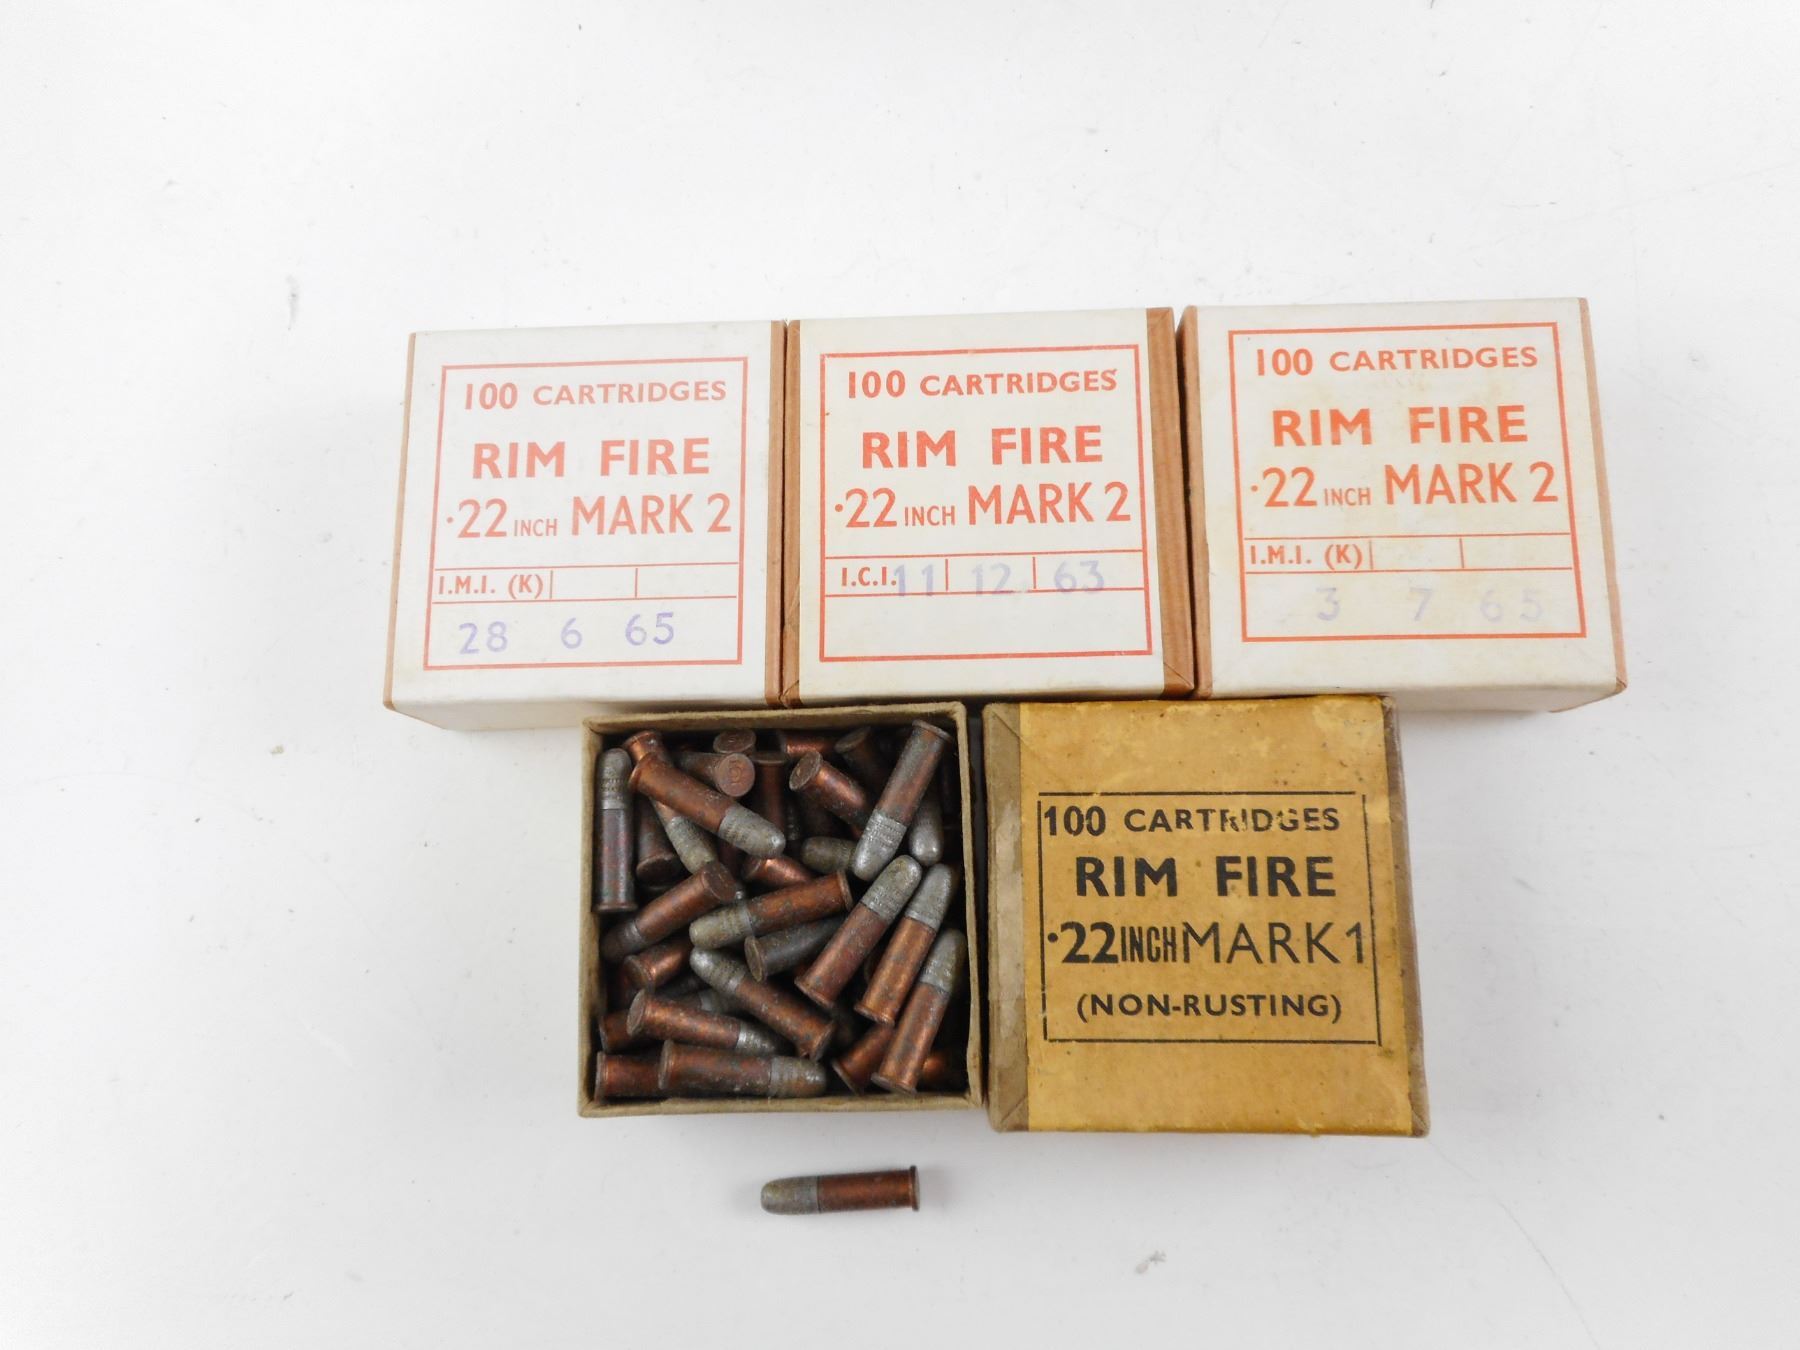 100 CARTRIDGES
RIM FIRE
·22 INCH MARK 2
I.M.I. (K)
28 6 65
100 CARTRIDGES
RIM FIRE
·22 INCH MARK 2
I.C.I. 11 12 63
100 CARTRIDGES
RIM FIRE
·22 INCH MARK 2
I.M.I. (K)
3 7 65
100 CARTRIDGES
RIM FIRE
·22 INCH MARK 1
(NON-RUSTING)